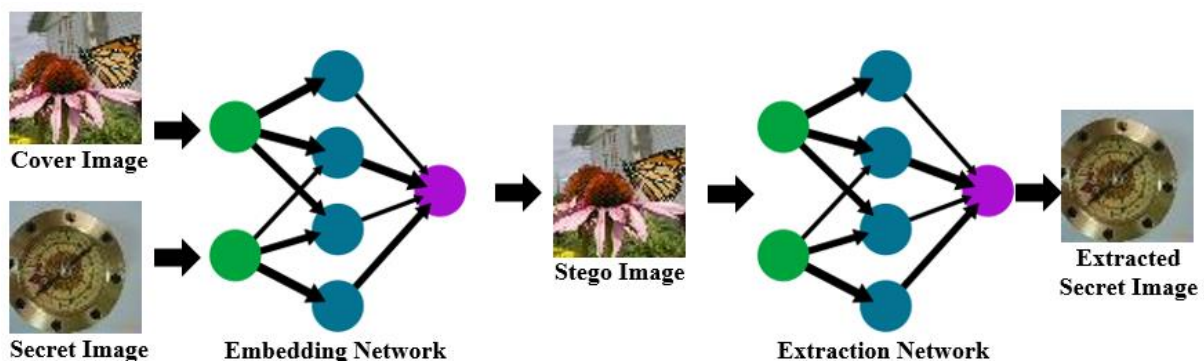 Cover Image
Secret Image
Embedding Network
Stego Image
Extraction Network
Extracted
Secret Image